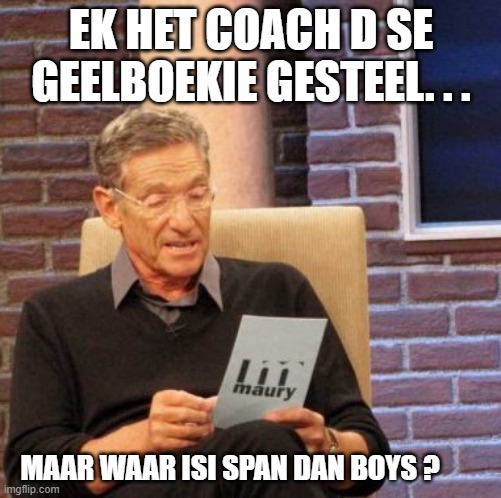 EK HET COACH D SE
GEELBOEKIE GESTEEL. . .
maury
MAAR WAAR ISI SPAN DAN BOYS ?
imgflip.com